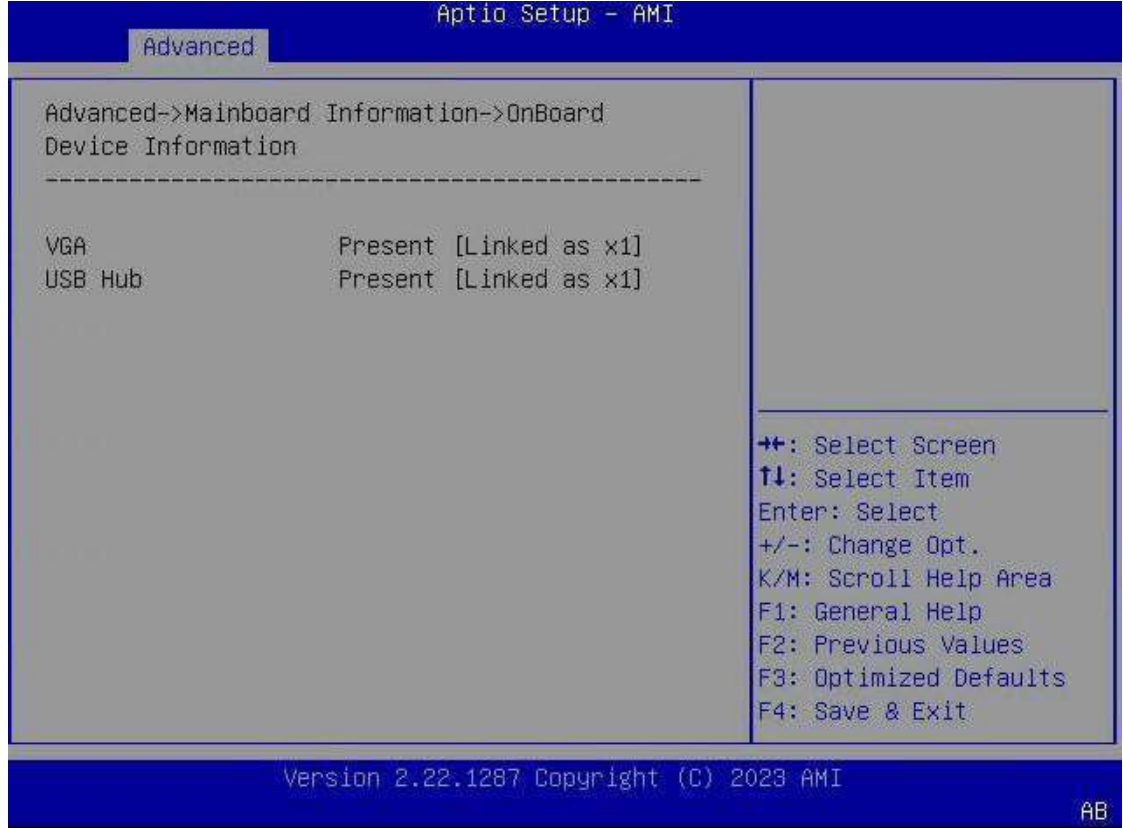 Aptio Setup – AMI
Advanced
Advanced->Mainboard Information->OnBoard
Device Information
-----------------------------------------------
VGA Present [Linked as x1]
USB Hub Present [Linked as x1]
→←: Select Screen
↑↓: Select Item
Enter: Select
+/-: Change Opt.
K/M: Scroll Help Area
F1: General Help
F2: Previous Values
F3: Optimized Defaults
F4: Save & Exit
Version 2.22.1287 Copyright (C) 2023 AMI
AB